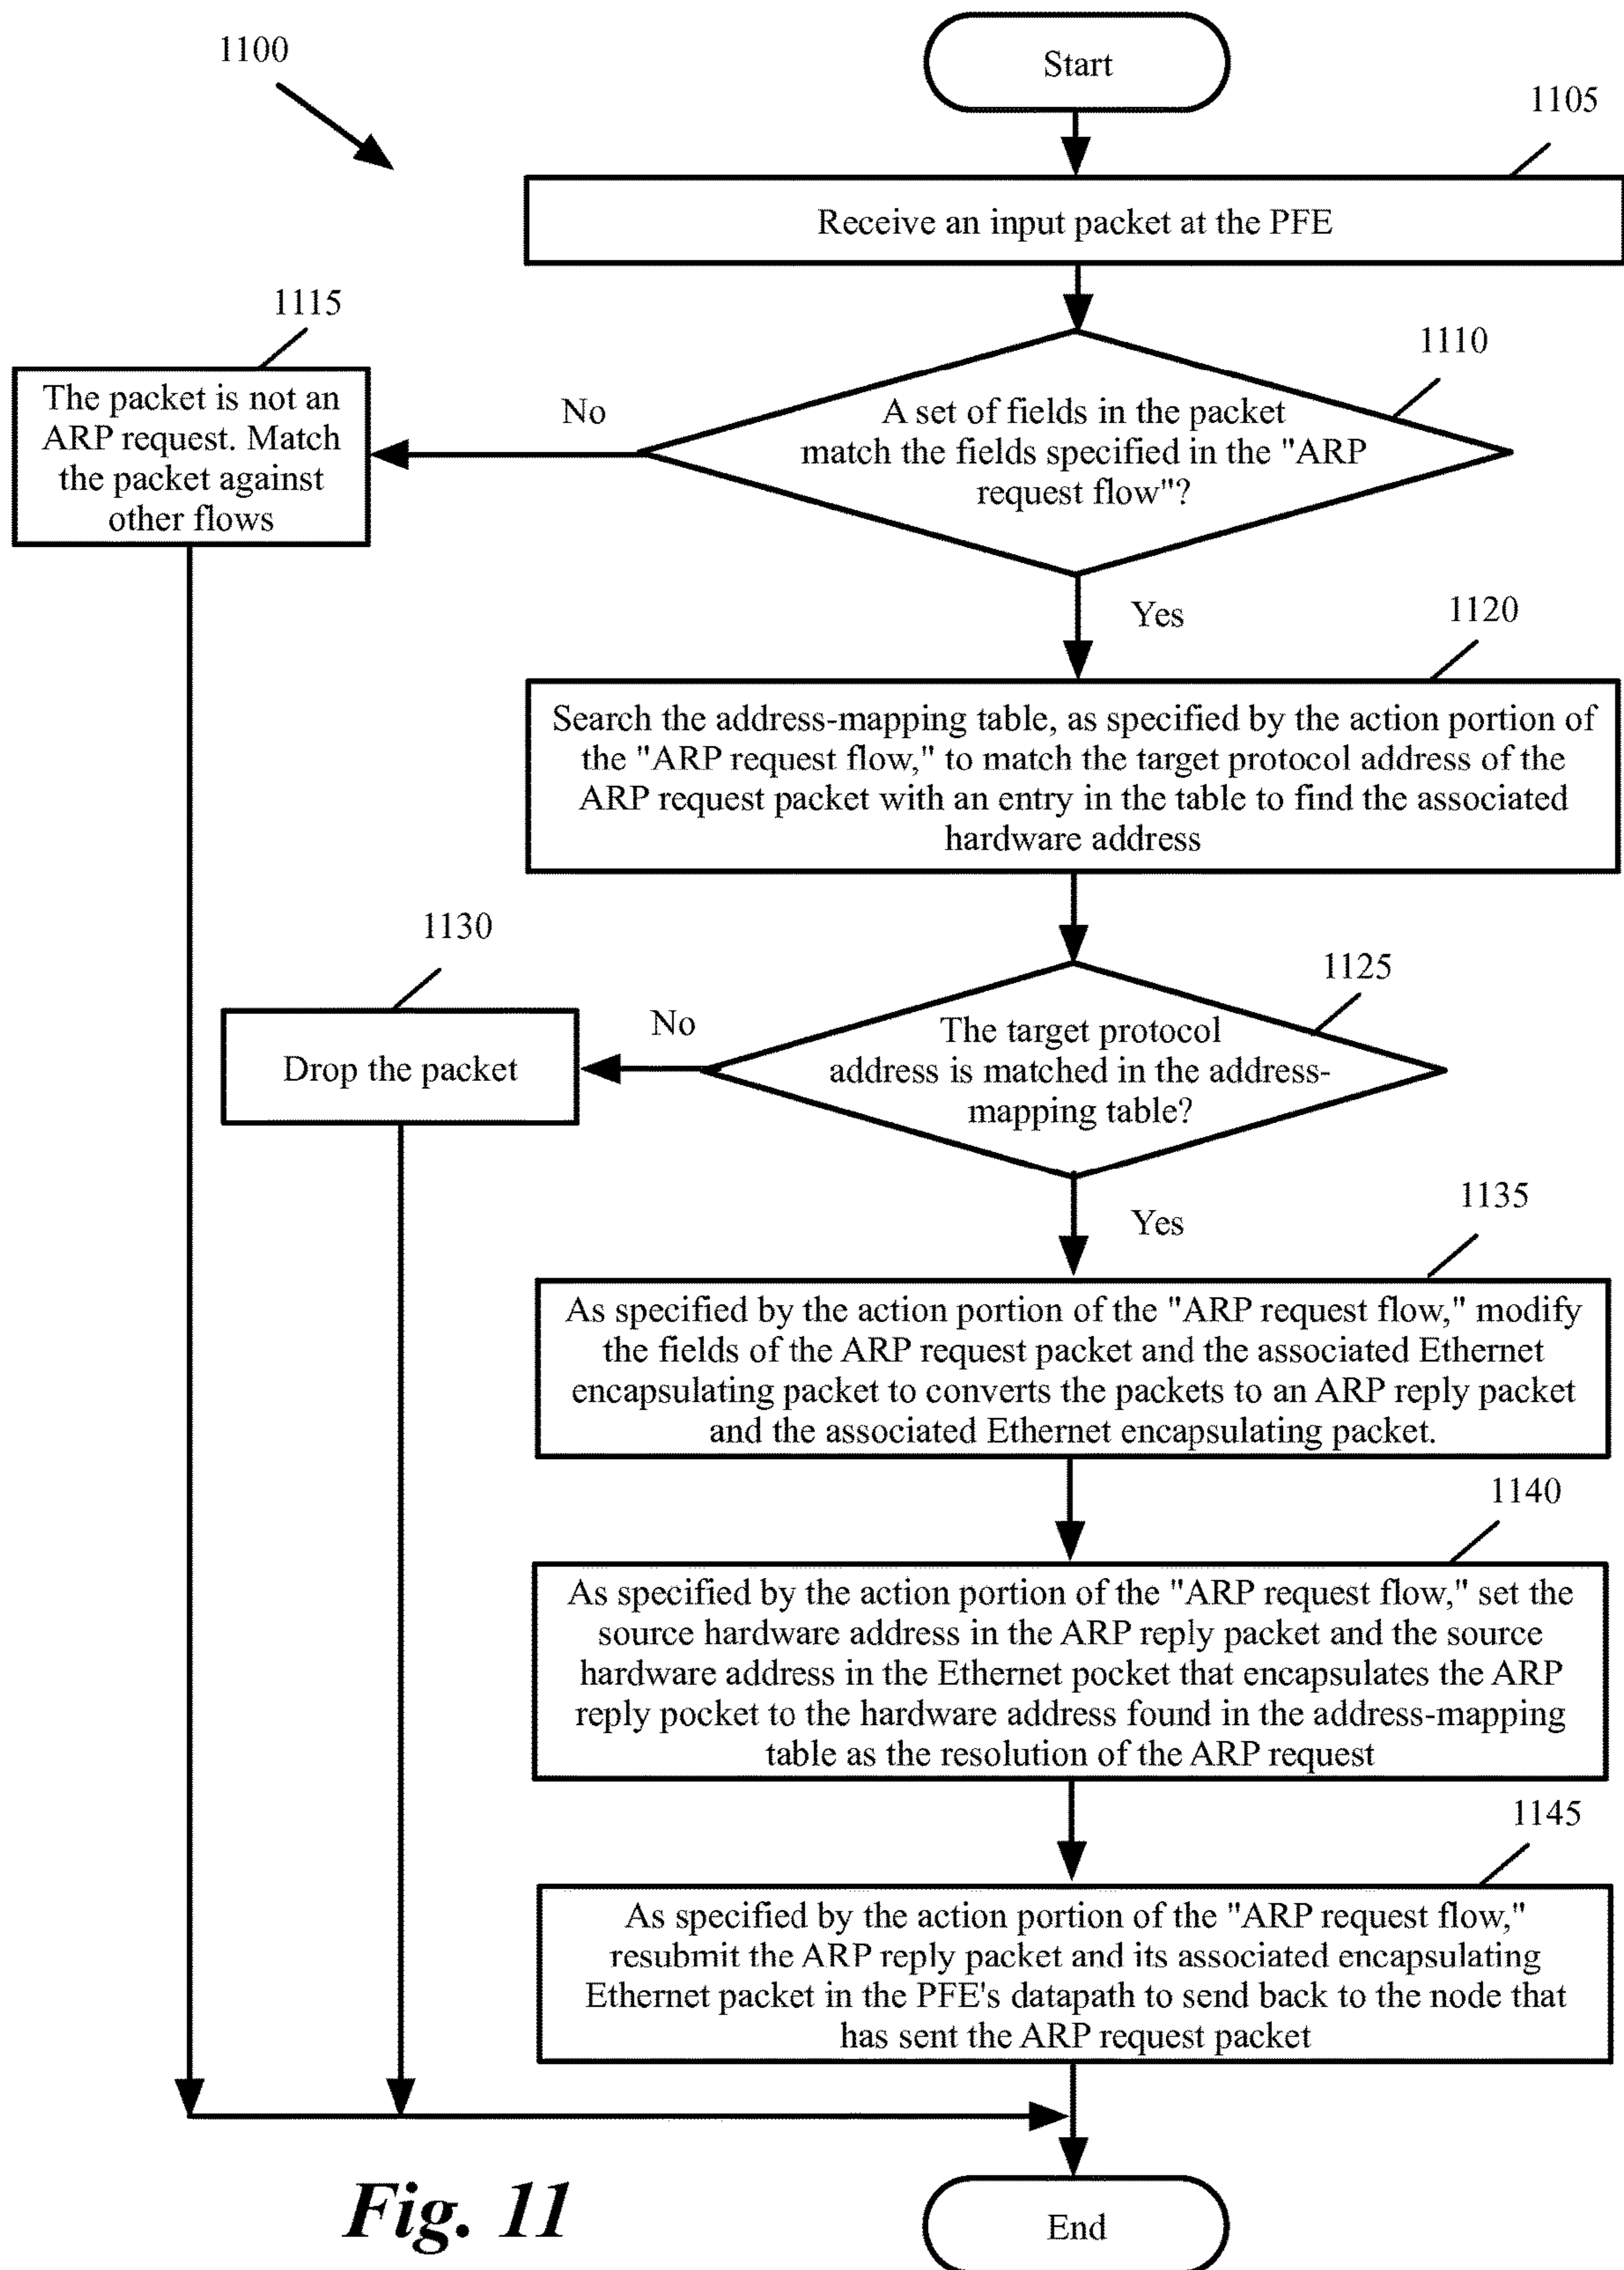 1100
Start
1105
Receive an input packet at the PFE
1115
1110
The packet is not an
ARP request. Match
the packet against
other flows
No
A set of fields in the packet
match the fields specified in the "ARP
request flow"?
Yes
1120
Search the address-mapping table, as specified by the action portion of
the "ARP request flow," to match the target protocol address of the
ARP request packet with an entry in the table to find the associated
hardware address
1130
1125
Drop the packet
No
The target protocol
address is matched in the address-
mapping table?
Yes
1135
As specified by the action portion of the "ARP request flow," modify
the fields of the ARP request packet and the associated Ethernet
encapsulating packet to converts the packets to an ARP reply packet
and the associated Ethernet encapsulating packet.
1140
As specified by the action portion of the "ARP request flow," set the
source hardware address in the ARP reply packet and the source
hardware address in the Ethernet pocket that encapsulates the ARP
reply pocket to the hardware address found in the address-mapping
table as the resolution of the ARP request
1145
As specified by the action portion of the "ARP request flow,"
resubmit the ARP reply packet and its associated encapsulating
Ethernet packet in the PFE's datapath to send back to the node that
has sent the ARP request packet
Fig. 11
End